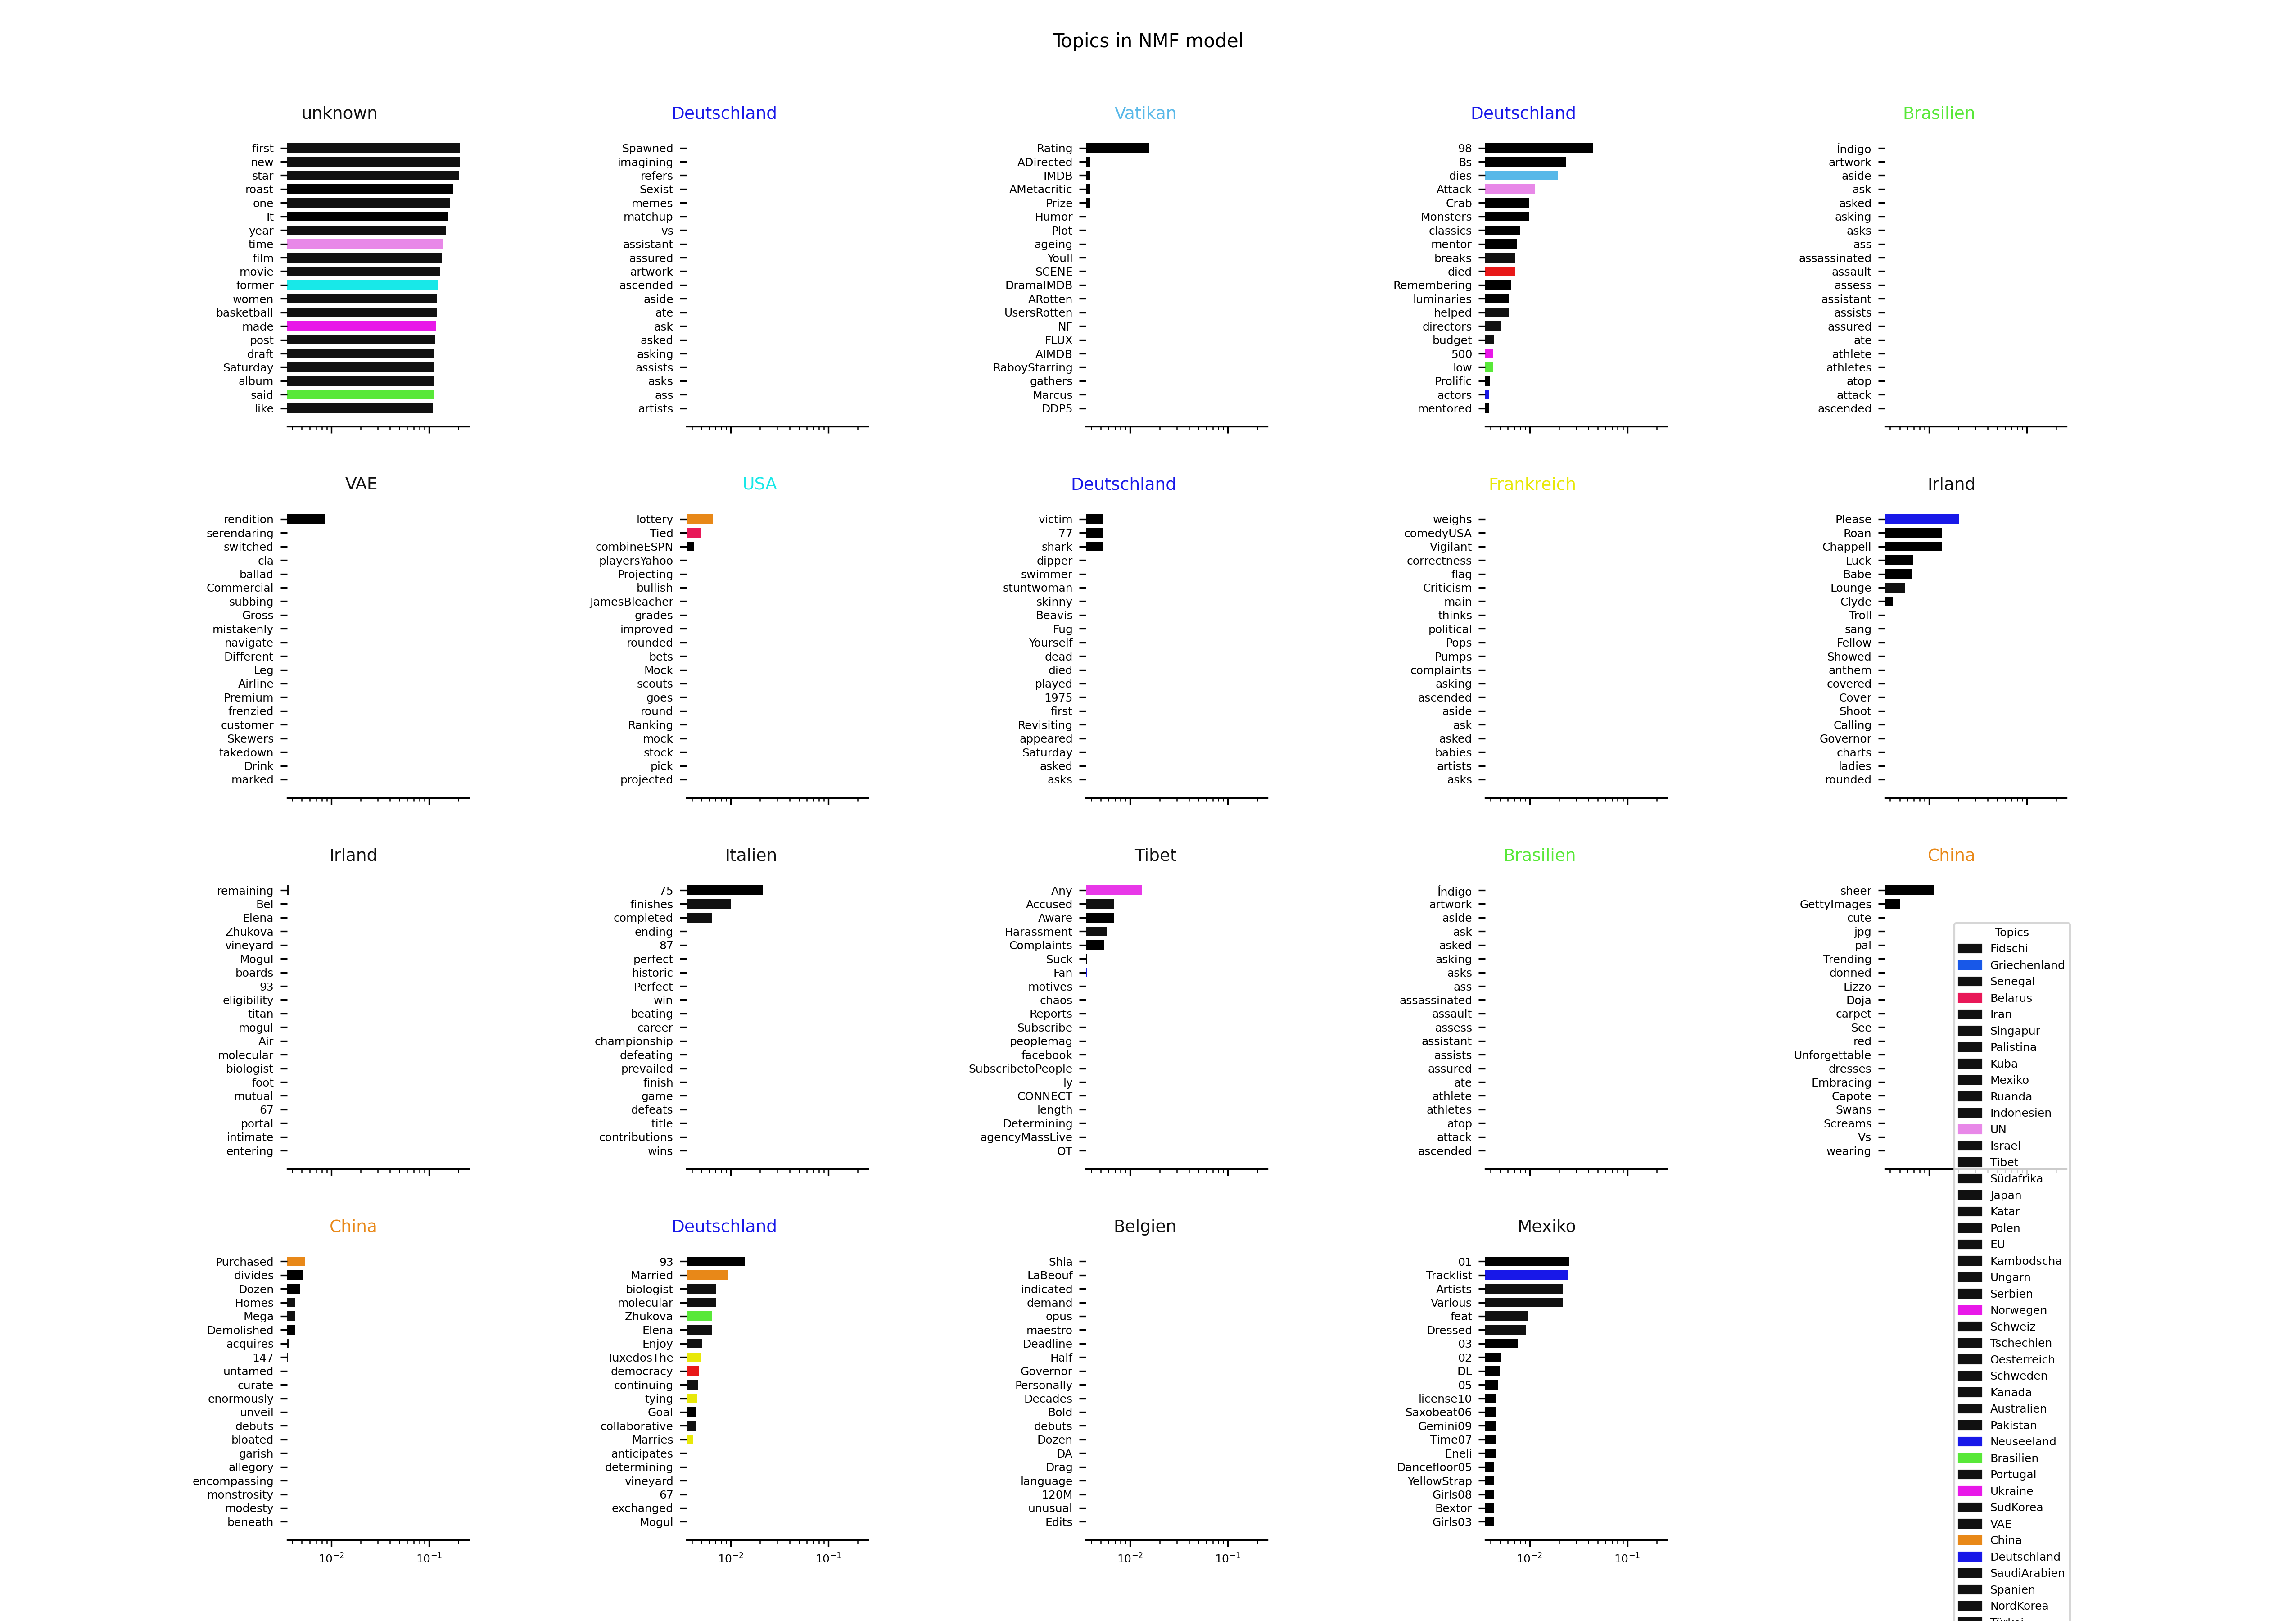 Topics in NMF model
unknown
first
new
star
roast
one
It
year
time
film
movie
former
women
basketball
made
post
draft
Saturday
album
said
like
Deutschland
Spawned
imagining
refers
Sexist
memes
matchup
vs
assistant
assured
artwork
ascended
aside
ate
ask
asked
asking
assists
asks
ass
artists
Vatikan
Rating
ADirected
IMDB
AMetacritic
Prize
Humor
Plot
ageing
Youll
SCENE
DramaIMDB
ARotten
UsersRotten
NF
FLUX
AIMDB
RaboyStarring
gathers
Marcus
DDP5
Deutschland
98
Bs
dies
Attack
Crab
Monsters
classics
mentor
breaks
died
Remembering
luminaries
helped
directors
budget
500
low
Prolific
actors
mentored
Brasilien
Índigo
artwork
aside
ask
asked
asking
asks
ass
assassinated
assault
assess
assistant
assists
assured
ate
athlete
athletes
atop
attack
ascended
VAE
rendition
serendaring
switched
cla
ballad
Commercial
subbing
Gross
mistakenly
navigate
Different
Leg
Airline
Premium
frenzied
customer
Skewers
takedown
Drink
marked
USA
lottery
Tied
combineESPN
playersYahoo
Projecting
bullish
JamesBleacher
grades
improved
rounded
bets
Mock
scouts
goes
round
Ranking
mock
stock
pick
projected
Deutschland
victim
77
shark
dipper
swimmer
stuntwoman
skinny
Beavis
Fug
Yourself
dead
died
played
1975
first
Revisiting
appeared
Saturday
asked
asks
Frankreich
weighs
comedyUSA
Vigilant
correctness
flag
Criticism
main
thinks
political
Pops
Pumps
complaints
asking
ascended
aside
ask
asked
babies
artists
asks
Irland
Please
Roan
Chappell
Luck
Babe
Lounge
Clyde
Troll
sang
Fellow
Showed
anthem
covered
Cover
Shoot
Calling
Governor
charts
ladies
rounded
Irland
remaining
Bel
Elena
Zhukova
vineyard
Mogul
boards
93
eligibility
titan
mogul
Air
molecular
biologist
foot
mutual
67
portal
intimate
entering
Italien
75
finishes
completed
ending
87
perfect
historic
Perfect
win
beating
career
championship
defeating
prevailed
finish
game
defeats
title
contributions
wins
Tibet
Any
Accused
Aware
Harassment
Complaints
Suck
Fan
motives
chaos
Reports
Subscribe
peoplemag
facebook
SubscribetoPeople
ly
CONNECT
length
Determining
agencyMassLive
OT
Brasilien
Índigo
artwork
aside
ask
asked
asking
asks
ass
assassinated
assault
assess
assistant
assists
assured
ate
athlete
athletes
atop
attack
ascended
China
sheer
GettyImages
cute
jpg
pal
Trending
donned
Lizzo
Doja
carpet
See
red
Unforgettable
dresses
Embracing
Capote
Swans
Screams
Vs
wearing
China
Purchased
divides
Dozen
Homes
Mega
Demolished
acquires
147
untamed
curate
enormously
unveil
debuts
bloated
garish
allegory
encompassing
monstrosity
modesty
beneath
10⁻²
10⁻¹
Deutschland
93
Married
biologist
molecular
Zhukova
Elena
Enjoy
TuxedosThe
democracy
continuing
tying
Goal
collaborative
Marries
anticipates
determining
vineyard
67
exchanged
Mogul
10⁻²
10⁻¹
Belgien
Shia
LaBeouf
indicated
demand
opus
maestro
Deadline
Half
Governor
Personally
Decades
Bold
debuts
Dozen
DA
Drag
language
120M
unusual
Edits
10⁻²
10⁻¹
Mexiko
01
Tracklist
Artists
Various
feat
Dressed
03
02
DL
05
license10
Saxobeat06
Gemini09
Time07
Eneli
Dancefloor05
YellowStrap
Girls08
Bextor
Girls03
10⁻²
10⁻¹
Topics
Fidschi
Griechenland
Senegal
Belarus
Iran
Singapur
Palistina
Kuba
Mexiko
Ruanda
Indonesien
UN
Israel
Tibet
Südafrika
Japan
Katar
Polen
EU
Kambodscha
Ungarn
Serbien
Norwegen
Schweiz
Tschechien
Oesterreich
Schweden
Kanada
Australien
Pakistan
Neuseeland
Brasilien
Portugal
Ukraine
SüdKorea
VAE
China
Deutschland
SaudiArabien
Spanien
NordKorea